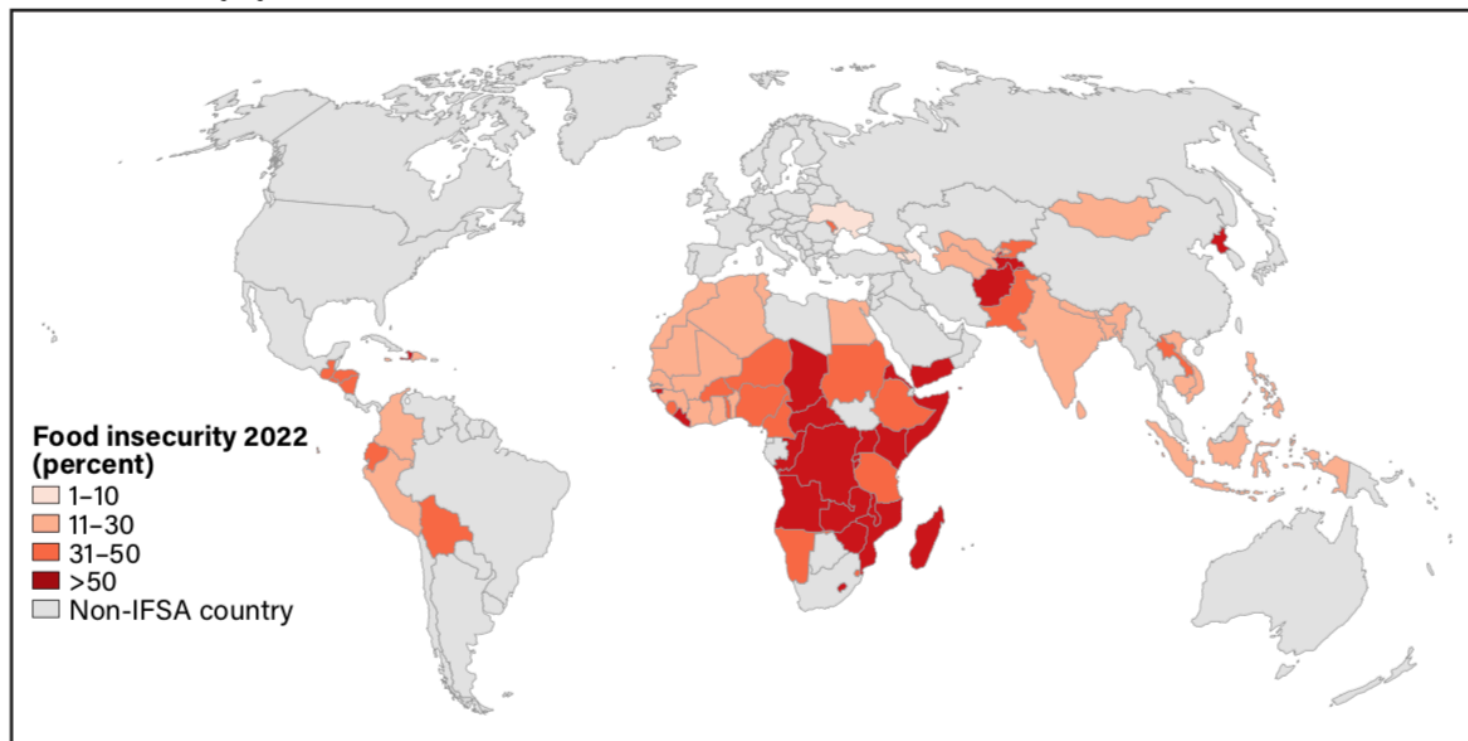 Food insecurity 2022
(percent)
1–10
11–30
31–50
>50
Non-IFSA country